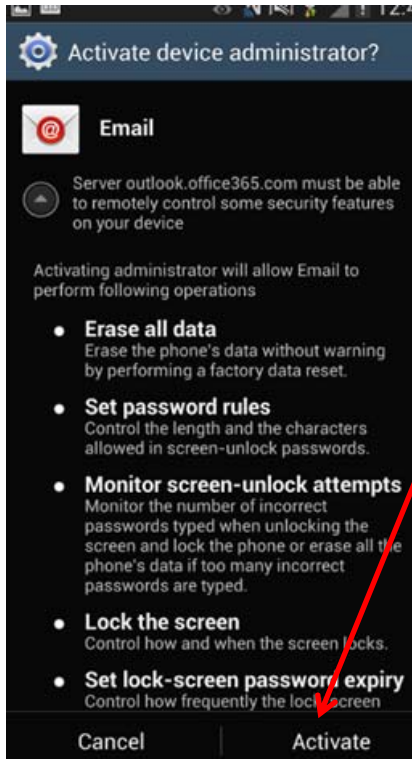 Activate device administrator?
@
Email
Server outlook.office365.com must be able
to remotely control some security features
on your device
Activating administrator will allow Email to
perform following operations
• Erase all data
Erase the phone's data without warning
by performing a factory data reset.
• Set password rules
Control the length and the characters
allowed in screen-unlock passwords.
• Monitor screen-unlock attempts
Monitor the number of incorrect
passwords typed when unlocking the
screen and lock the phone or erase all the
phone's data if too many incorrect
passwords are typed.
• Lock the screen
Control how and when the screen locks.
• Set lock-screen password expiry
Control how frequently the lock-screen
Cancel
Activate